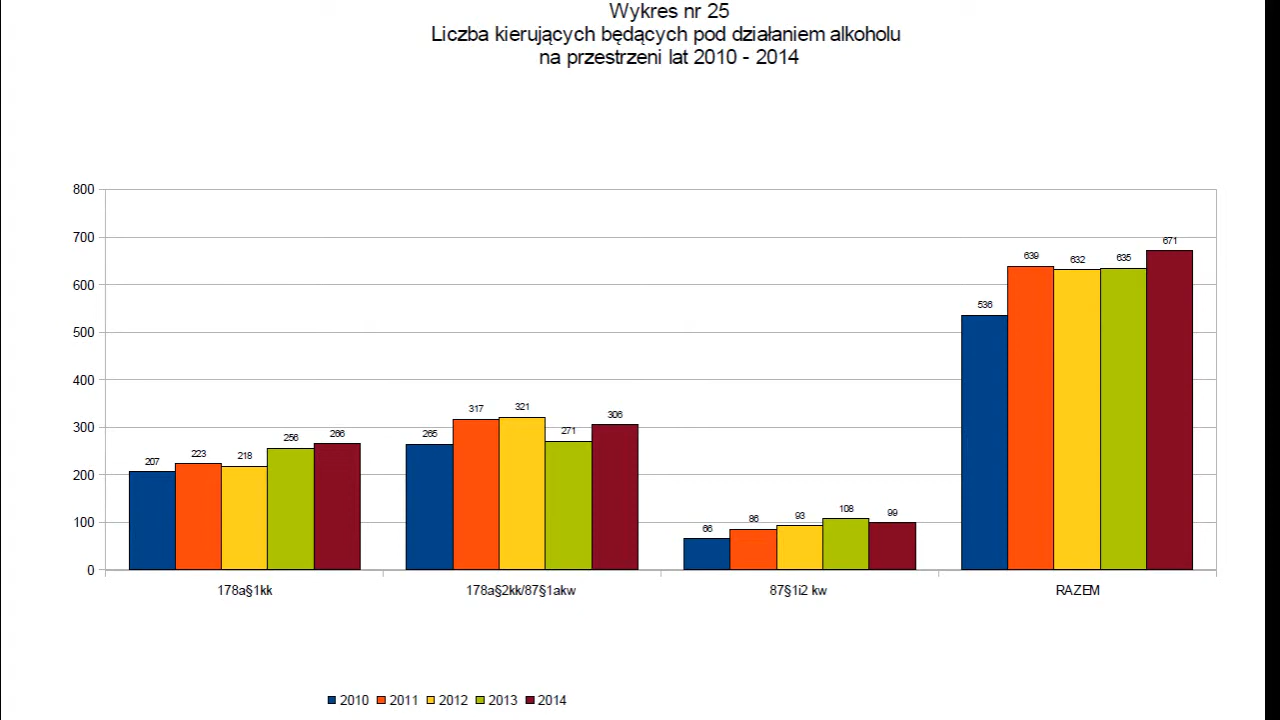 Wykres nr 25
Liczba kierujących będących pod działaniem alkoholu
na przestrzeni lat 2010 - 2014
800
700
600
500
400
300
200
100
0
207 223 218 256 266
265 317 321 271 306
66 86 93 108 99
536 639 632 635 671
178a§1kk 178a§2kk/87§1akw 87§1i2 kw RAZEM
2010 2011 2012 2013 2014